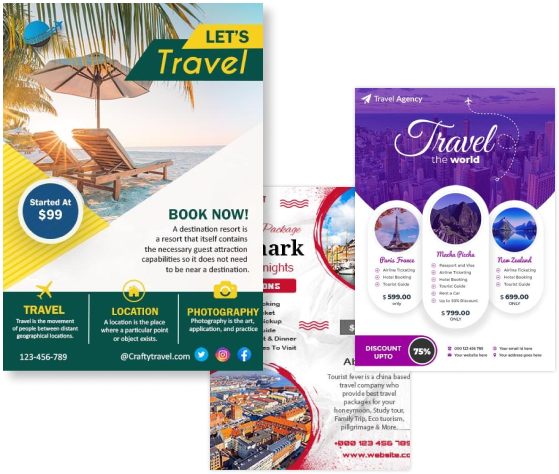 LET'S
Travel
Started At
$99
BOOK NOW!
A destination resort is
a resort that itself contains
the necessary guest attraction
capabilities so it does not need
to be near a destination.
TRAVEL
Travel is the movement
of people between distant
geographical locations.
LOCATION
A location is the place
where a particular point
or object exists.
PHOTOGRAPHY
Photography is the art,
application, and practice
123-456-789
@Craftytravel.com
Package
ark
nights
ONS
oking
ket
ickup
ide
t & Dinner
es To Visit
Ab
Tourist fever is a china based
travel company who
provide best travel
packages for your
honeymoon, Study tour,
Family Trip, Eco tuorism,
pilgrimage & More.
+000 123 456 789
www.website.co
Travel Agency
Travel
the world
Paris France
Airline Ticketing
Hotel Booking
Tourist Guide
$ 599.00
only
Machu Pischu
Passport and Visa
Airline Ticketing
Hotel Booking
Tourist Guide
Rent a Car
Up to 50% Discount
$ 799.00
ONLY
New Zealand
Airline Ticketing
Hotel Booking
Tourist Guide
$ 699.00
ONLY
DISCOUNT
UPTO
75%
000 123 456 789
Your website here
Your email id here
Your address goes here